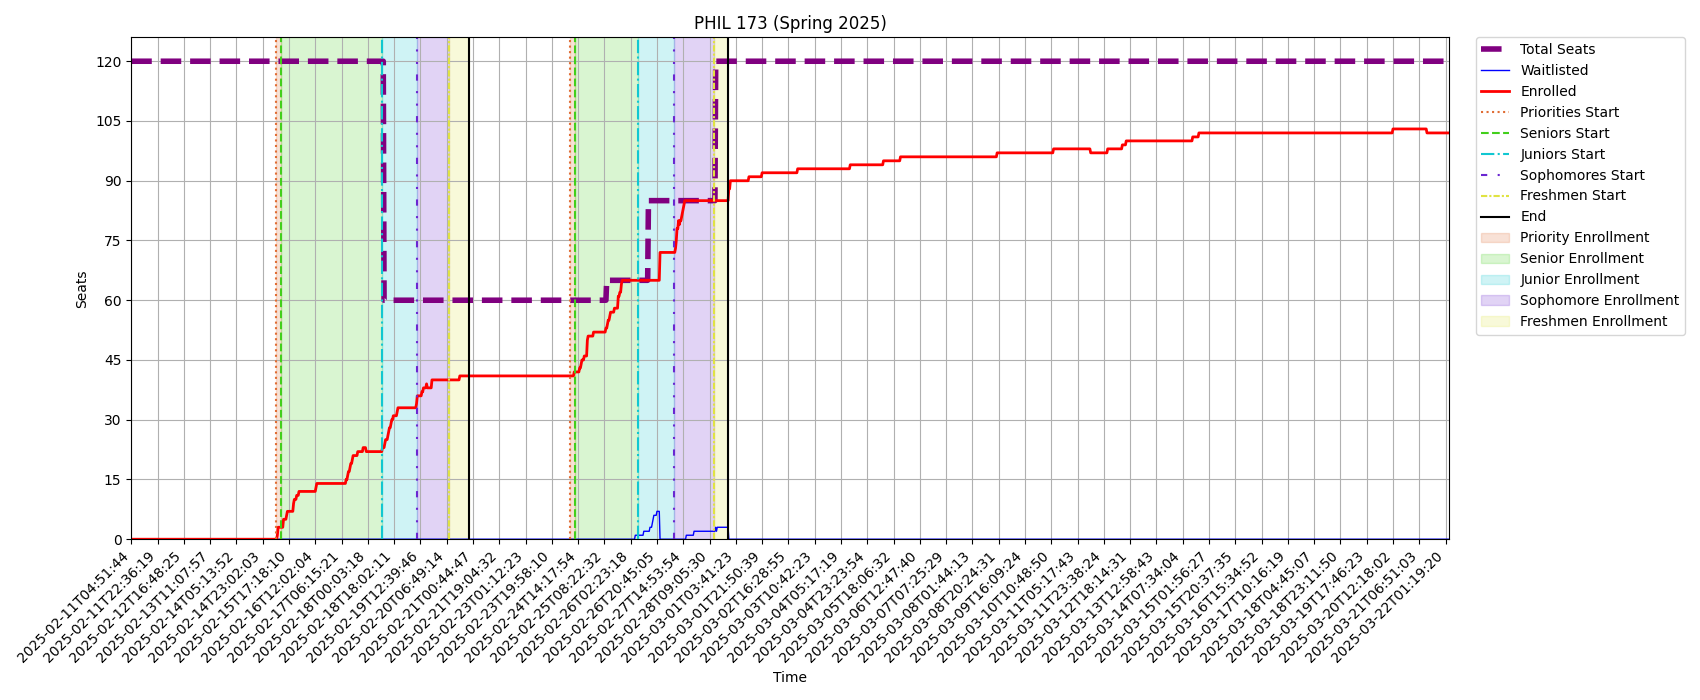 PHIL 173 (Spring 2025)
120
105
90
75
60
45
30
15
0
Seats
2025-02-11T04:51:44
2025-02-11T22:36:19
2025-02-12T16:48:25
2025-02-13T11:07:57
2025-02-14T05:13:52
2025-02-14T23:02:03
2025-02-15T17:18:10
2025-02-16T12:02:04
2025-02-17T06:15:21
2025-02-18T00:03:18
2025-02-18T18:02:11
2025-02-19T12:39:46
2025-02-20T06:49:14
2025-02-21T00:44:47
2025-02-21T19:04:32
2025-02-23T01:12:23
2025-02-23T19:58:10
2025-02-24T14:17:54
2025-02-25T08:22:32
2025-02-26T02:23:18
2025-02-26T20:45:05
2025-02-27T14:53:54
2025-02-28T09:05:30
2025-03-01T03:41:23
2025-03-01T21:50:39
2025-03-02T16:28:55
2025-03-03T10:42:23
2025-03-04T05:17:19
2025-03-04T23:23:54
2025-03-05T18:06:32
2025-03-06T12:47:40
2025-03-07T07:25:29
2025-03-08T01:44:13
2025-03-08T20:24:31
2025-03-09T16:09:24
2025-03-10T10:48:50
2025-03-11T05:17:43
2025-03-11T23:38:24
2025-03-12T18:14:31
2025-03-13T12:58:43
2025-03-14T07:34:04
2025-03-15T01:56:27
2025-03-15T20:37:35
2025-03-16T15:34:52
2025-03-17T10:16:19
2025-03-18T04:45:07
2025-03-18T23:11:50
2025-03-19T17:46:23
2025-03-20T12:18:02
2025-03-21T06:51:03
2025-03-22T01:19:20
Time
Total Seats
Waitlisted
Enrolled
Priorities Start
Seniors Start
Juniors Start
Sophomores Start
Freshmen Start
End
Priority Enrollment
Senior Enrollment
Junior Enrollment
Sophomore Enrollment
Freshmen Enrollment